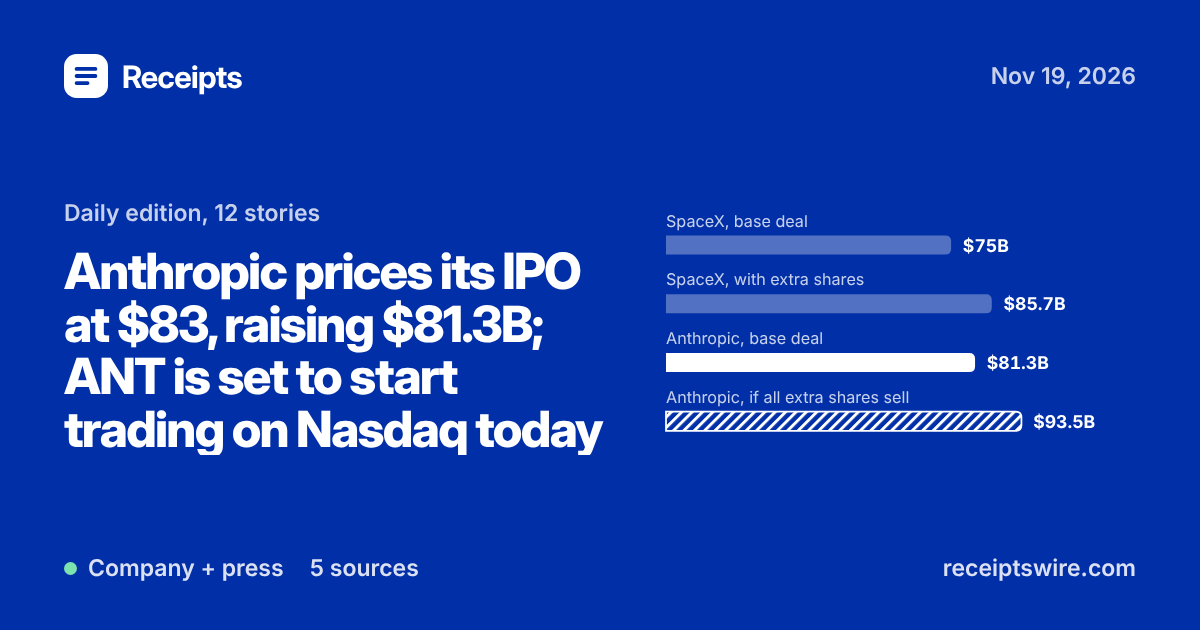 Receipts
Nov 19, 2026
Daily edition, 12 stories
Anthropic prices its IPO
at $83, raising $81.3B;
ANT is set to start
trading on Nasdaq today
SpaceX, base deal
$75B
SpaceX, with extra shares
$85.7B
Anthropic, base deal
$81.3B
Anthropic, if all extra shares sell
$93.5B
Company + press
5 sources
receiptswire.com